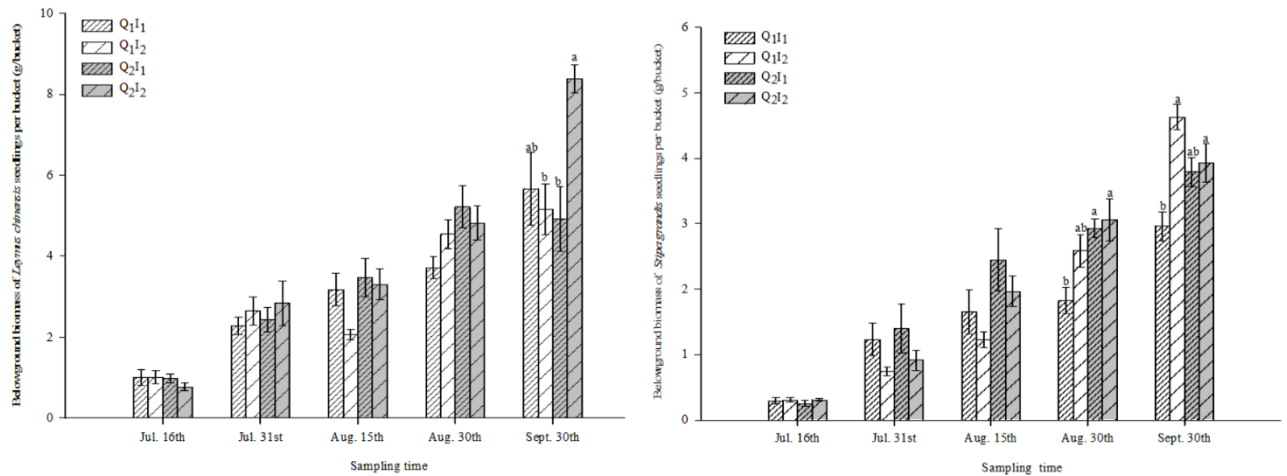 Belowground biomass of Leymus chinensis seedlings per bucket (g/bucket)
10
8
6
4
2
0
Q1I1
Q1I2
Q2I1
Q2I2
ab
b
b
a
Jul. 16th Jul. 31st Aug. 15th Aug. 30th Sept. 30th
Sampling time
Belowground biomass of Stipa grandis seedlings per bucket (g/bucket)
6
5
4
3
2
1
0
Q1I1
Q1I2
Q2I1
Q2I2
b
ab
a
a
b
a
ab
a
Jul. 16th Jul. 31st Aug. 15th Aug. 30th Sept. 30th
Sampling time